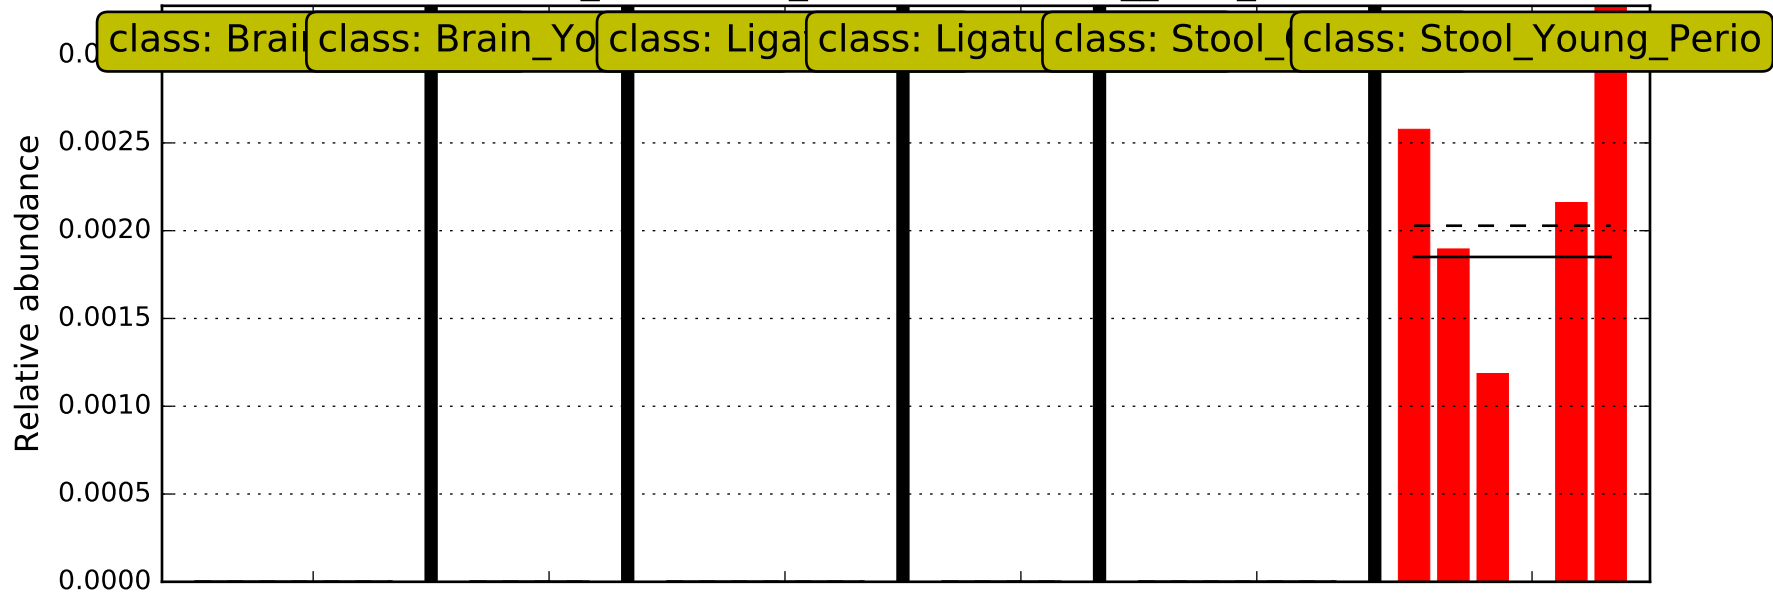 0.00
class: Brai
class: Brain_Yo
class: Liga
class: Ligatu
class: Stool_
class: Stool_Young_Perio
Relative abundance
0.0025
0.0020
0.0015
0.0010
0.0005
0.0000